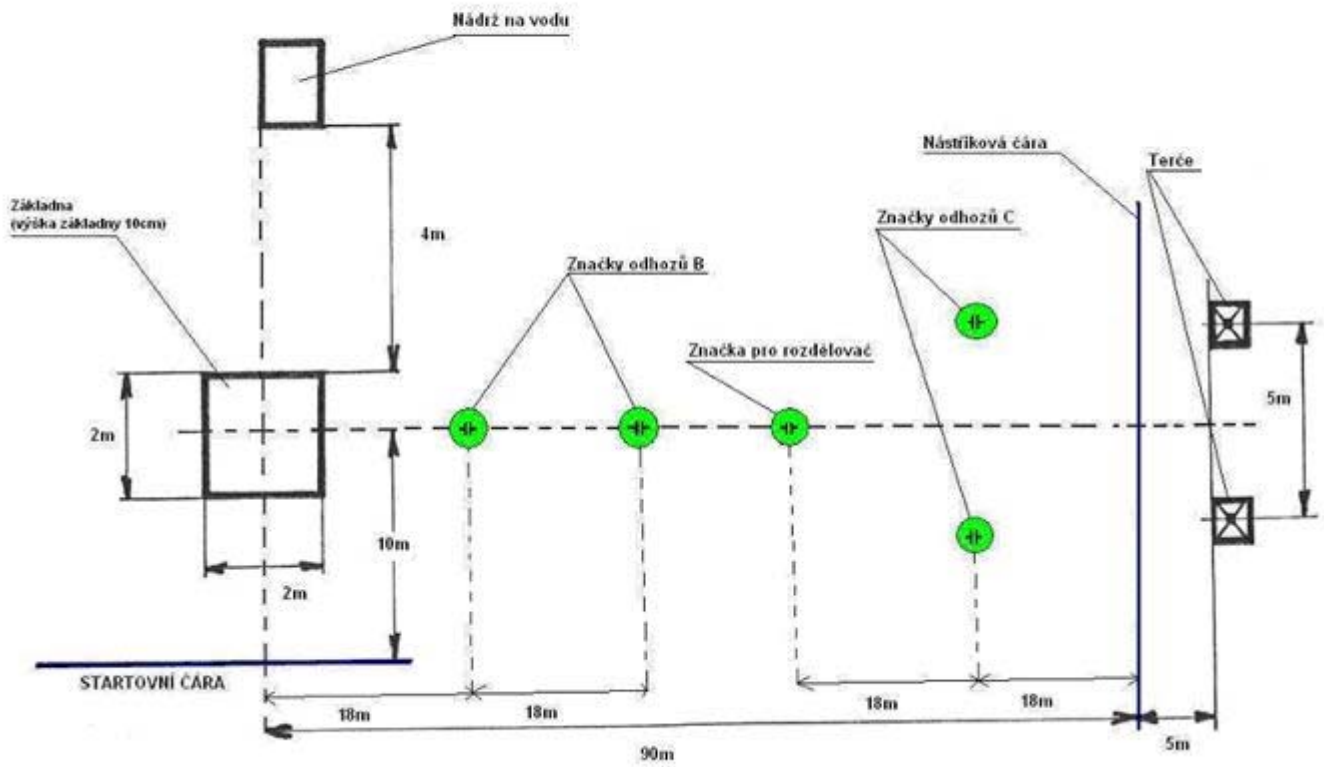 Nádrž na vodu
Nástřiková čára
Terče
Základna
(výška základny 10cm)
Značky odhozů C
4m
Značky odhozů B
Značka pro rozdělovač
5m
2m
10m
2m
STARTOVNÍ ČÁRA
18m
18m
18m
18m
90m
5m